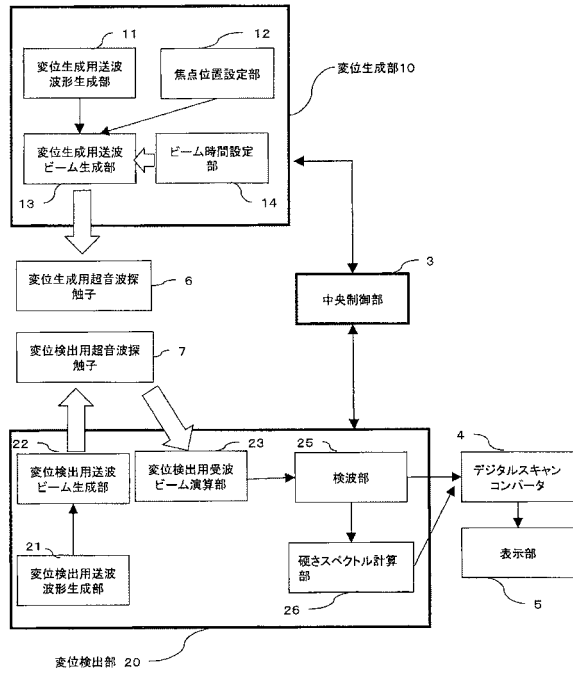 11
変位生成用送波
波形生成部
12
焦点位置設定部
変位生成部10
変位生成用送波
ビーム生成部
13
ビーム時間設定
部
14
変位生成用超音波探
触子
6
3
中央制御部
変位検出用超音波探
触子
7
22
変位検出用送波
ビーム生成部
23
変位検出用受波
ビーム演算部
25
検波部
4
デジタルスキャン
コンバータ
21
変位検出用送波
波形生成部
硬さスペクトル計算
部
26
表示部
5
変位検出部 20